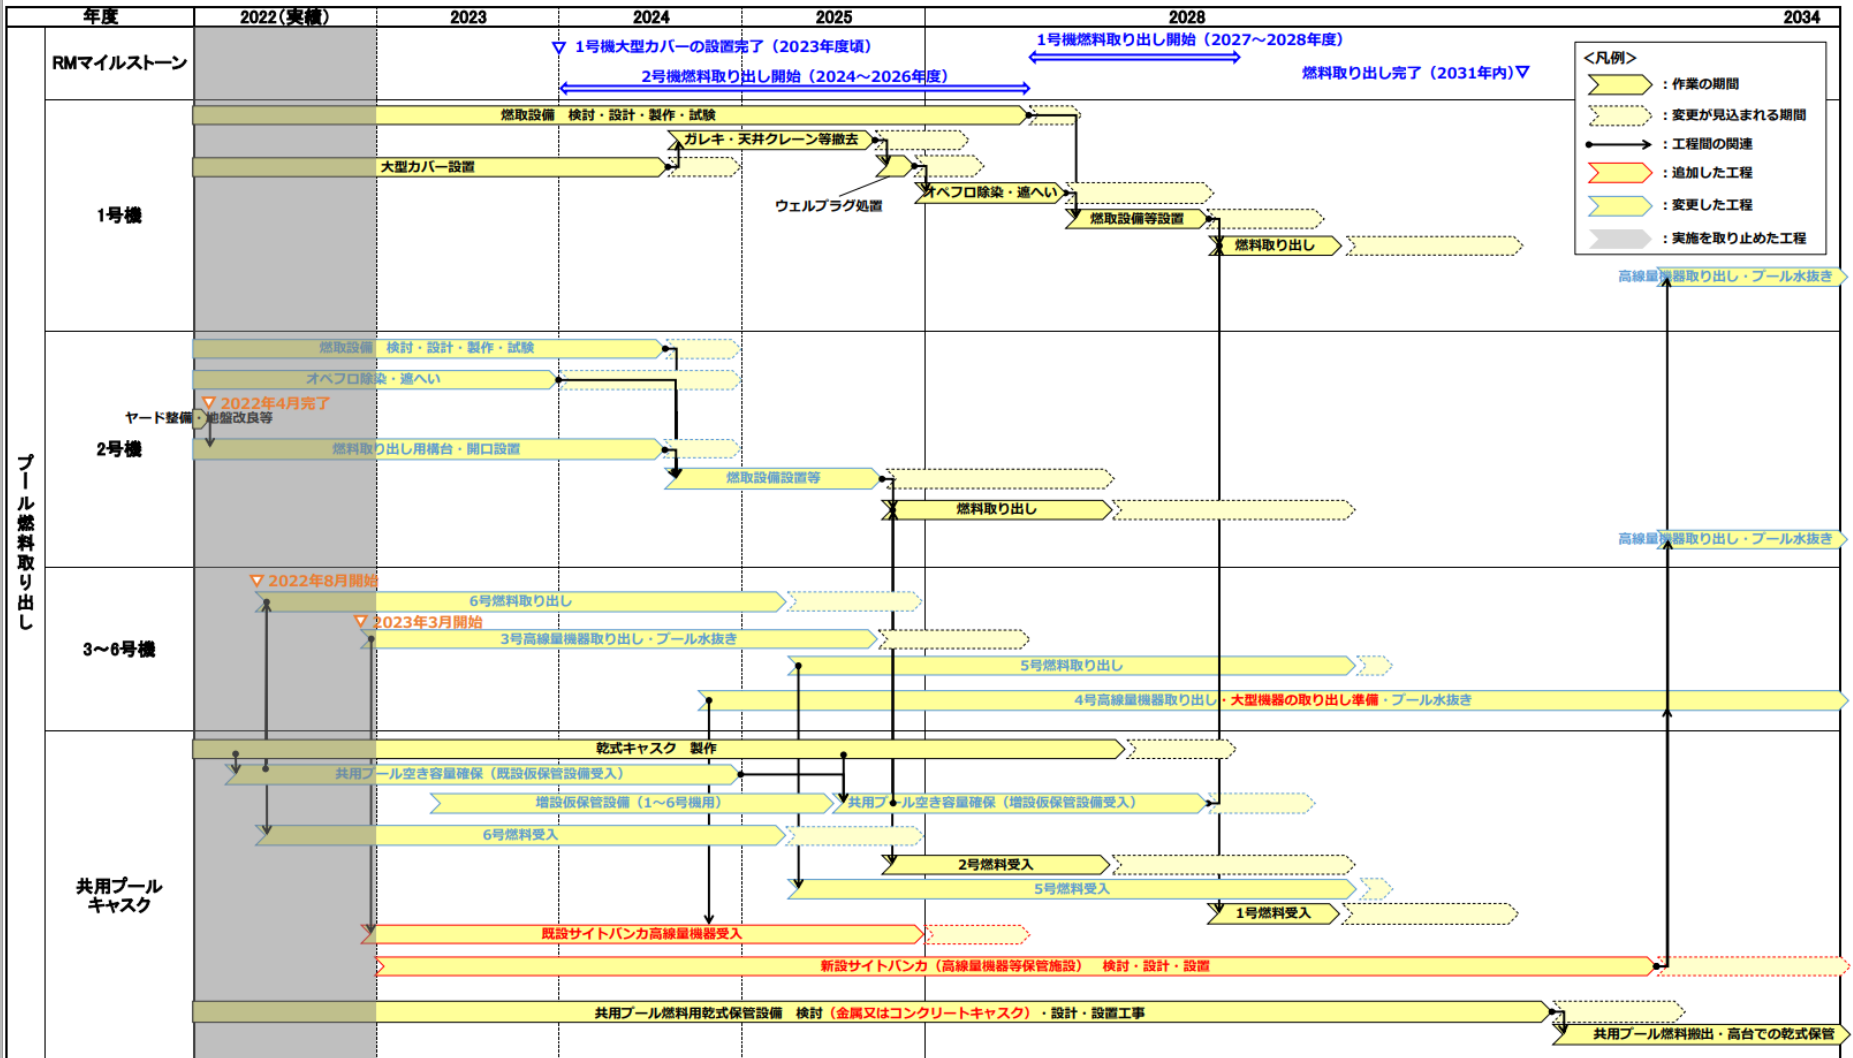 年度 2022(実績) 2023 2024 2025 2028 2034
RMマイルストーン
1号機大型カバーの設置完了（2023年度頃）
2号機燃料取り出し開始（2024～2026年度）
1号機燃料取り出し開始（2027～2028年度）
燃料取り出し完了（2031年内）
＜凡例＞
：作業の期間
：変更が見込まれる期間
：工程間の関連
：追加した工程
：変更した工程
：実施を取り止めた工程
プール燃料取り出し
1号機
燃取設備　検討・設計・製作・試験
ガレキ・天井クレーン等撤去
大型カバー設置
ウェルプラグ処置
オペフロ除染・遮へい
燃取設備等設置
燃料取り出し
高線量機器取り出し・プール水抜き
2号機
燃取設備　検討・設計・製作・試験
オペフロ除染・遮へい
2022年4月完了
ヤード整備・地盤改良等
燃料取り出し用構台・開口設置
燃取設備設置等
燃料取り出し
高線量機器取り出し・プール水抜き
3～6号機
2022年8月開始
6号燃料取り出し
2023年3月開始
3号高線量機器取り出し・プール水抜き
5号燃料取り出し
4号高線量機器取り出し・大型機器の取り出し準備・プール水抜き
共用プール
キャスク
乾式キャスク　製作
共用プール空き容量確保（既設仮保管設備受入）
増設仮保管設備（1～6号機用）
共用プール空き容量確保（増設仮保管設備受入）
6号燃料受入
2号燃料受入
5号燃料受入
1号燃料受入
既設サイトバンカ高線量機器受入
新設サイトバンカ（高線量機器等保管施設）　検討・設計・設置
共用プール燃料用乾式保管設備　検討（金属又はコンクリートキャスク）・設計・設置工事
共用プール燃料搬出・高台での乾式保管